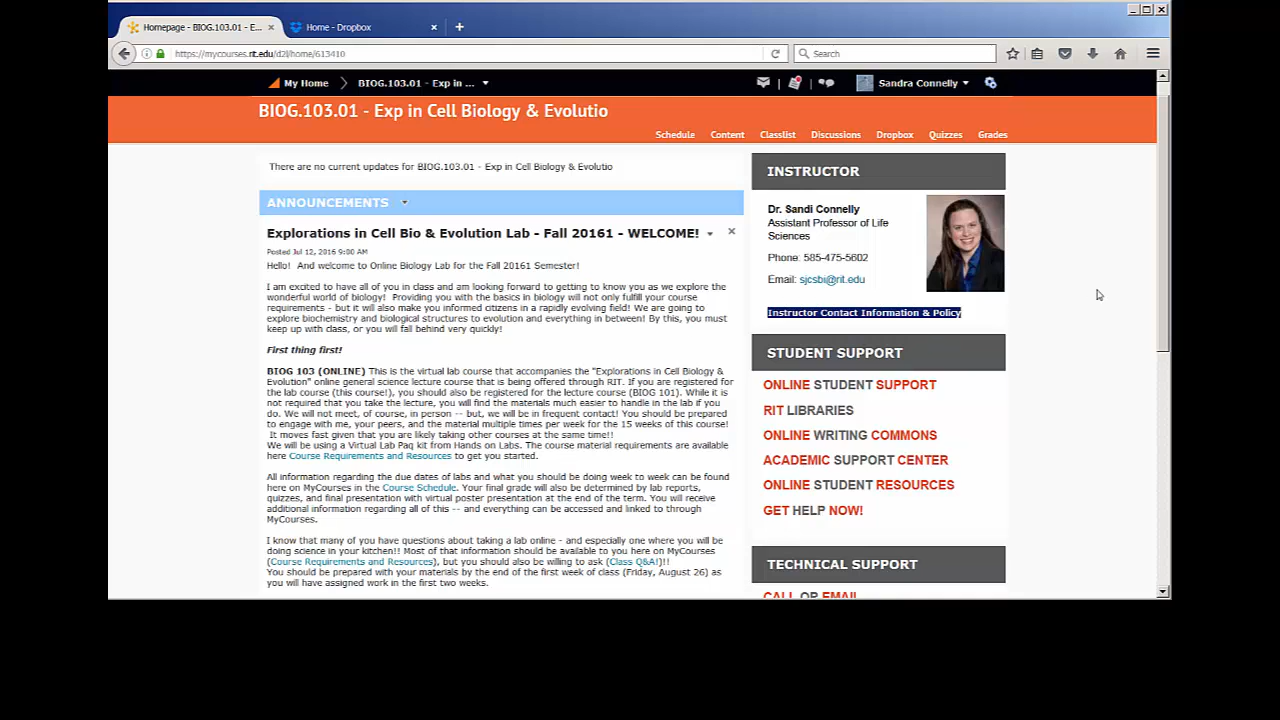 Homepage - BIOG.103.01 - E...
Home - Dropbox
https://mycourses.rit.edu/d2l/home/613410
Search
My Home
BIOG.103.01 - Exp in ...
Sandra Connelly
BIOG.103.01 - Exp in Cell Biology & Evolutio
Schedule Content Classlist Discussions Dropbox Quizzes Grades
There are no current updates for BIOG.103.01 - Exp in Cell Biology & Evolutio
ANNOUNCEMENTS
Explorations in Cell Bio & Evolution Lab - Fall 20161 - WELCOME!
Posted Jul 12, 2016 9:00 AM
Hello! And welcome to Online Biology Lab for the Fall 20161 Semester!
I am excited to have all of you in class and am looking forward to getting to know you as we explore the
wonderful world of biology! Providing you with the basics in biology will not only fulfill your course
requirements - but it will also make you informed citizens in a rapidly evolving field! We are going to
explore biochemistry and biological structures to evolution and everything in between! By this, you must
keep up with class, or you will fall behind very quickly!
First thing first!
BIOG 103 (ONLINE) This is the virtual lab course that accompanies the "Explorations in Cell Biology &
Evolution" online general science lecture course that is being offered through RIT. If you are registered for
the lab course (this course!), you should also be registered for the lecture course (BIOG 101). While it is
not required that you take the lecture, you will find the materials much easier to handle in the lab if you
do. We will not meet, of course, in person -- but, we will be in frequent contact! You should be prepared
to engage with me, your peers, and the material multiple times per week for the 15 weeks of this course!
It moves fast given that you are likely taking other courses at the same time!!
We will be using a Virtual Lab Paq kit from Hands on Labs. The course material requirements are available
here Course Requirements and Resources to get you started.
All information regarding the due dates of labs and what you should be doing week to week can be found
here on MyCourses in the Course Schedule. Your final grade will also be determined by lab reports,
quizzes, and final presentation with virtual poster presentation at the end of the term. You will receive
additional information regarding all of this -- and everything can be accessed and linked to through
MyCourses.
I know that many of you have questions about taking a lab online - and especially one where you will be
doing science in your kitchen!! Most of that information should be available to you here on MyCourses
(Course Requirements and Resources), but you should also be willing to ask (Class Q&A!)!!
You should be prepared with your materials by the end of the first week of class (Friday, August 26) as
you will have assigned work in the first two weeks.
INSTRUCTOR
Dr. Sandi Connelly
Assistant Professor of Life
Sciences
Phone: 585-475-5602
Email: sjcsbi@rit.edu
Instructor Contact Information & Policy
STUDENT SUPPORT
ONLINE STUDENT SUPPORT
RIT LIBRARIES
ONLINE WRITING COMMONS
ACADEMIC SUPPORT CENTER
ONLINE STUDENT RESOURCES
GET HELP NOW!
TECHNICAL SUPPORT
CALL OR EMAIL